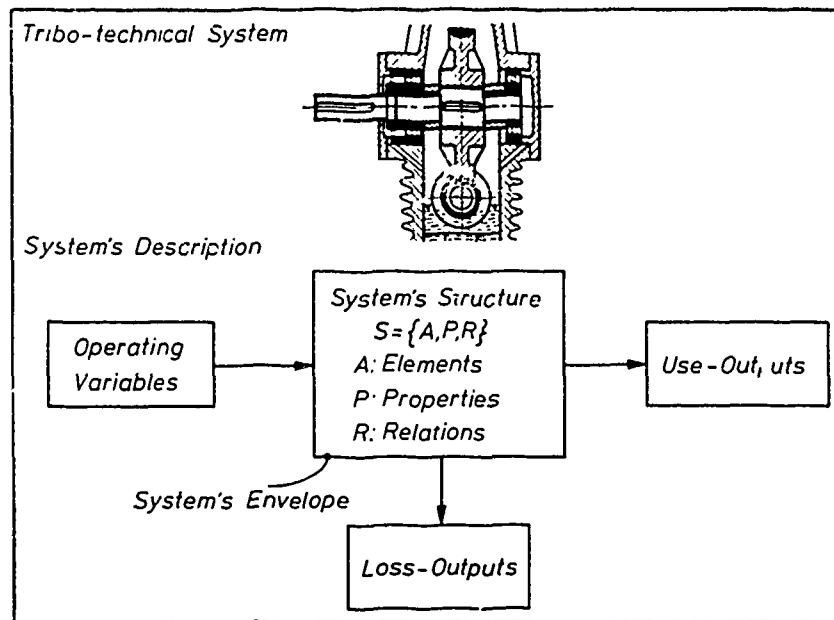 Tribo-technical System
System's Description
System's Structure
S={A,P,R}
A: Elements
P: Properties
R: Relations
Operating
Variables
Use-Outputs
System's Envelope
Loss-Outputs